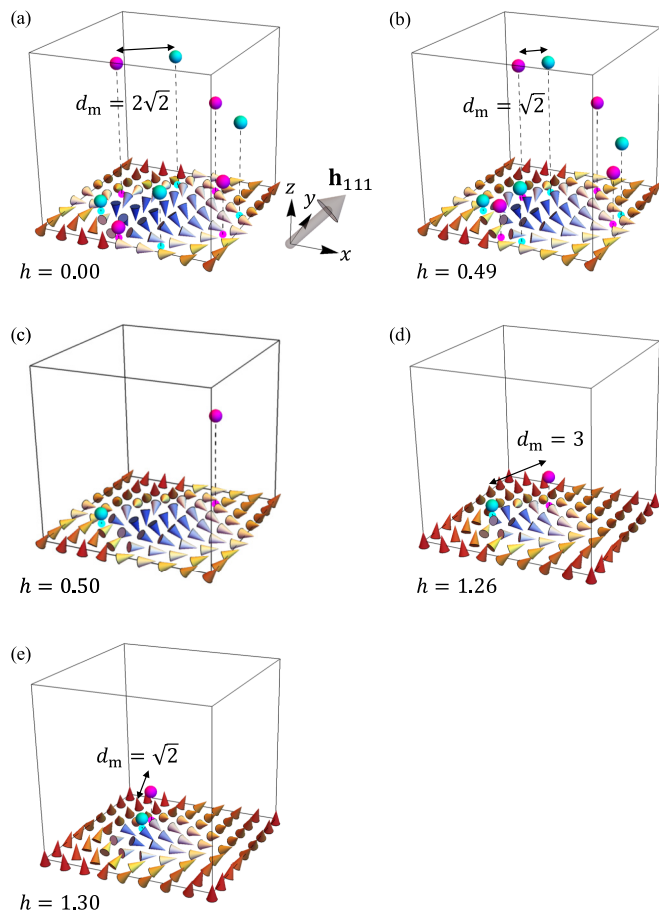 (a)
d_m = 2√2
z
y
h_111
x
h = 0.00
(b)
d_m = √2
h = 0.49
(c)
h = 0.50
(d)
d_m = 3
h = 1.26
(e)
d_m = √2
h = 1.30